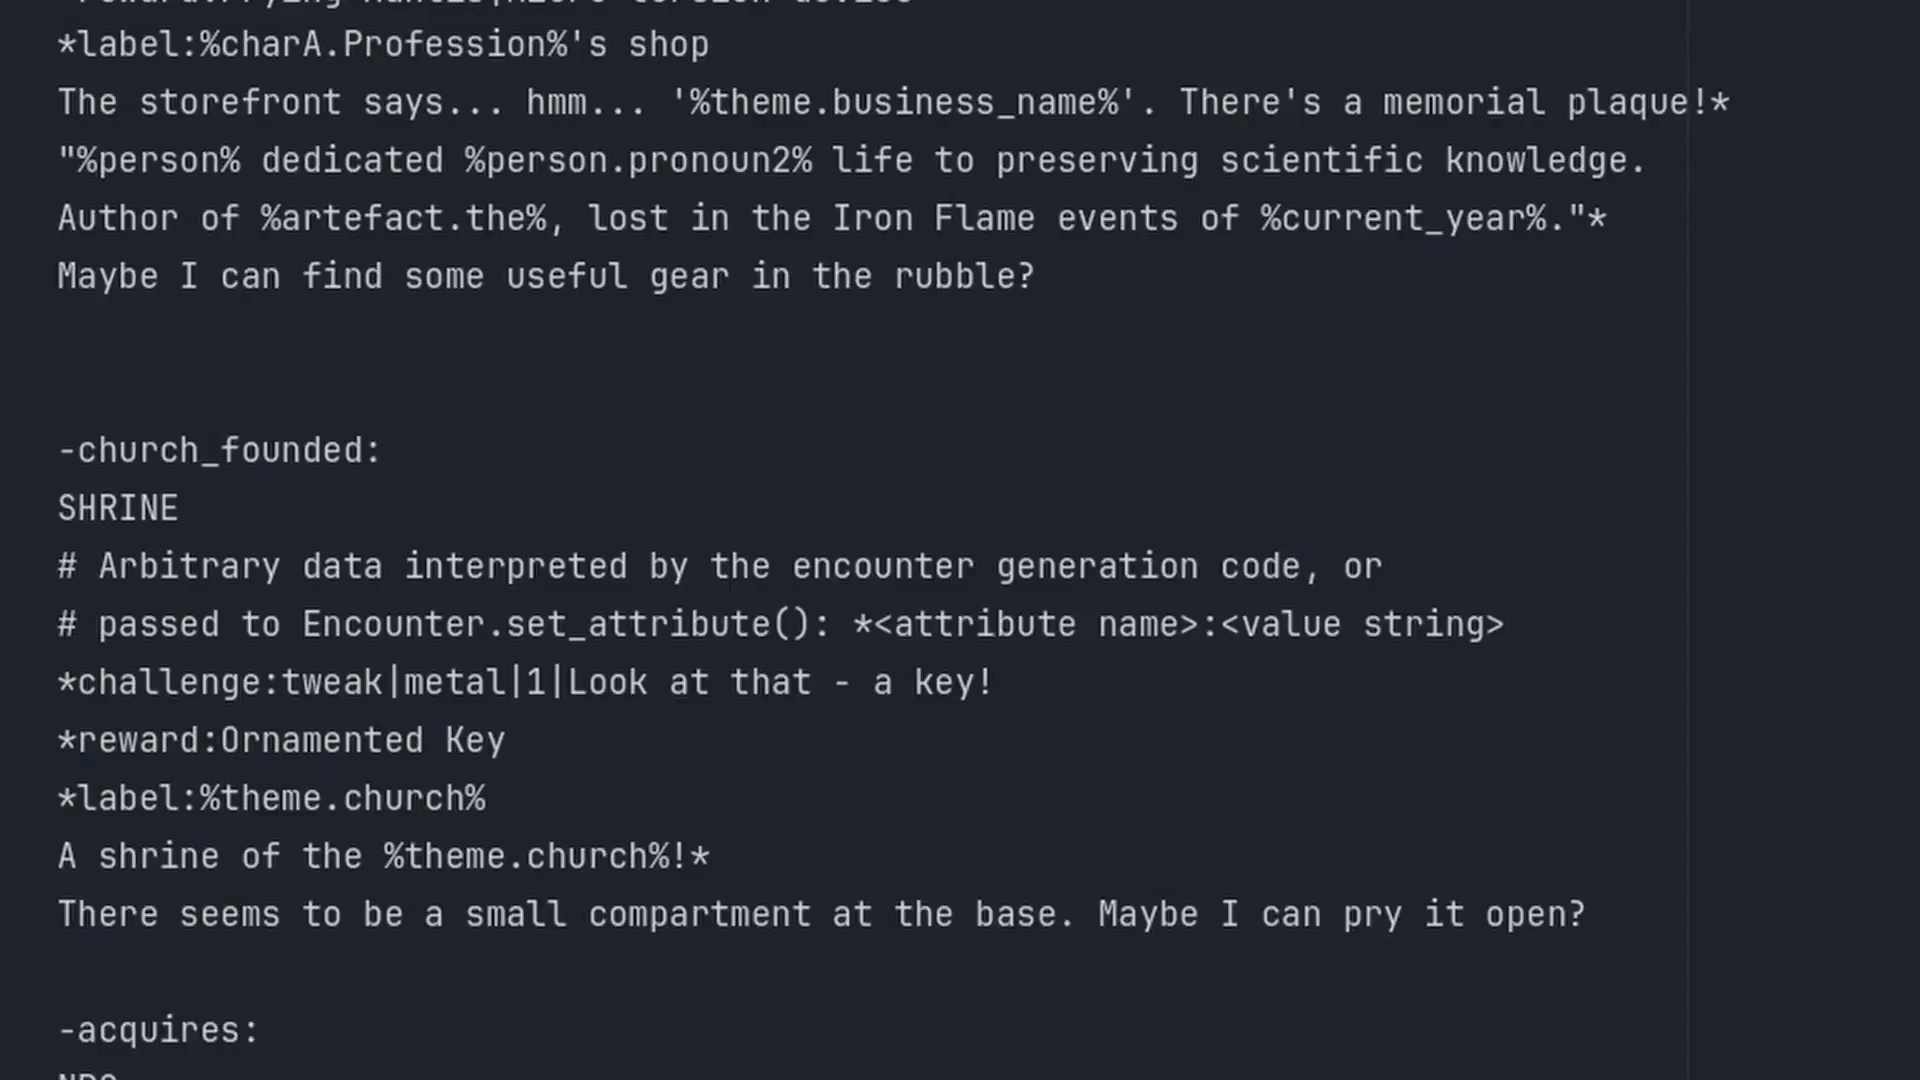 *label:%charA.Profession%'s shop
The storefront says... hmm... '%theme.business_name%'. There's a memorial plaque!*
"%person% dedicated %person.pronoun2% life to preserving scientific knowledge.
Author of %artefact.the%, lost in the Iron Flame events of %current_year%."*
Maybe I can find some useful gear in the rubble?
-church_founded:
SHRINE
# Arbitrary data interpreted by the encounter generation code, or
# passed to Encounter.set_attribute(): *<attribute name>:<value string>
*challenge:tweak|metal|1|Look at that - a key!
*reward:Ornamented Key
*label:%theme.church%
A shrine of the %theme.church%!*
There seems to be a small compartment at the base. Maybe I can pry it open?
-acquires: